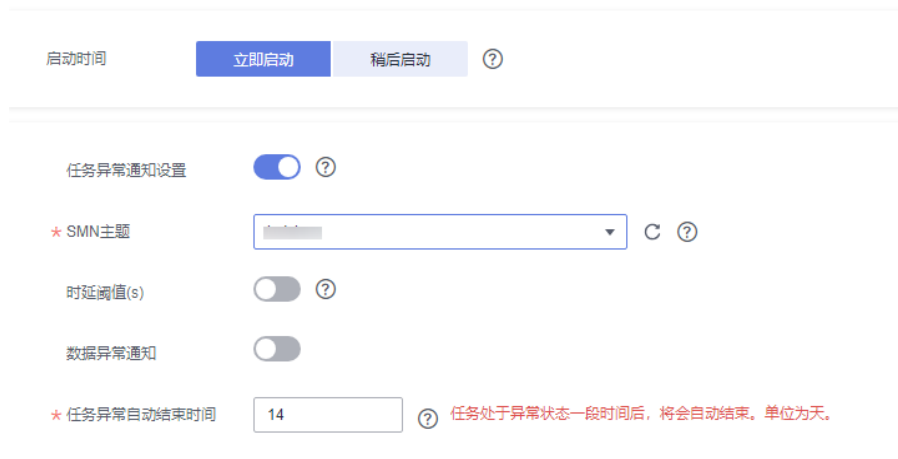 启动时间 立即启动 稍后启动 ?
任务异常通知设置 ?
* SMN主题 ?
时延阈值(s) ?
数据异常通知
* 任务异常自动结束时间 14 ? 任务处于异常状态一段时间后，将会自动结束。单位为天。